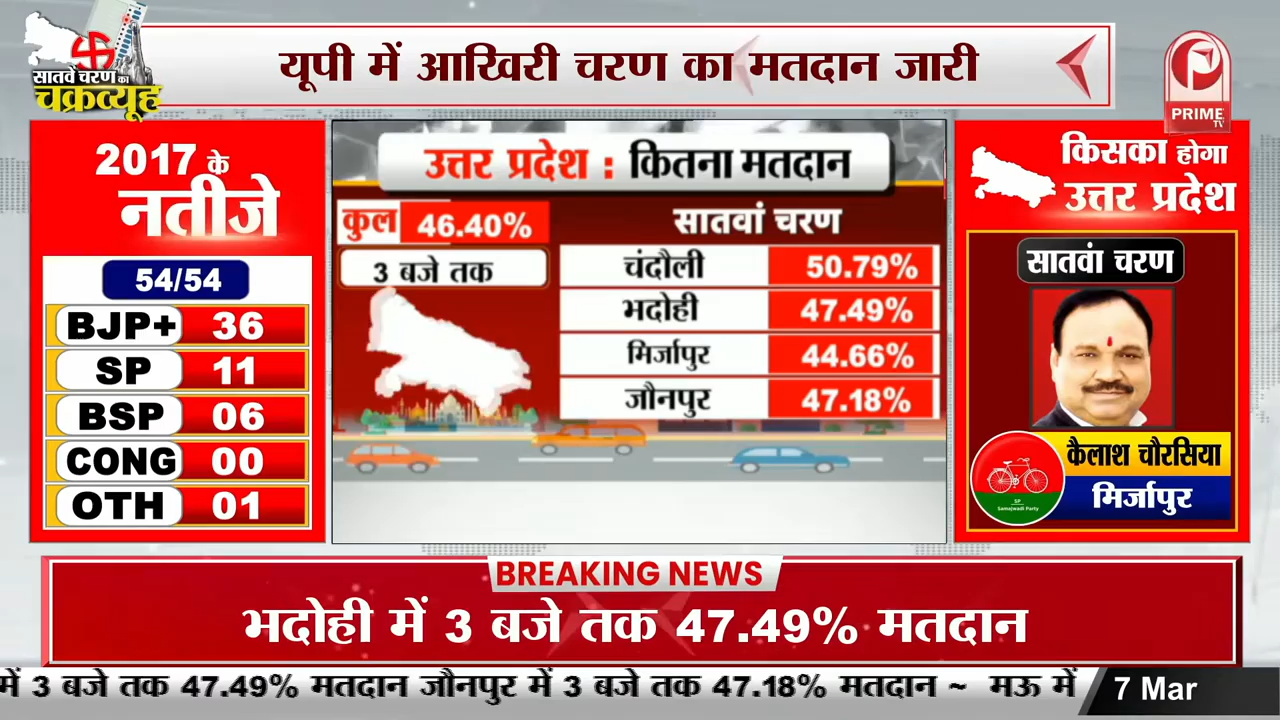 सातवें चरण का
चक्रव्यूह
यूपी में आखिरी चरण का मतदान जारी
PRIME
TV
2017 के
नतीजे
54/54
BJP+ 36
SP 11
BSP 06
CONG 00
OTH 01
उत्तर प्रदेश : कितना मतदान
कुल 46.40%
3 बजे तक
सातवां चरण
चंदौली 50.79%
भदोही 47.49%
मिर्जापुर 44.66%
जौनपुर 47.18%
किसका होगा
उत्तर प्रदेश
सातवां चरण
SP
Samajwadi Party
कैलाश चौरसिया
मिर्जापुर
BREAKING NEWS
भदोही में 3 बजे तक 47.49% मतदान
में 3 बजे तक 47.49% मतदान जौनपुर में 3 बजे तक 47.18% मतदान ~ मऊ में
7 Mar